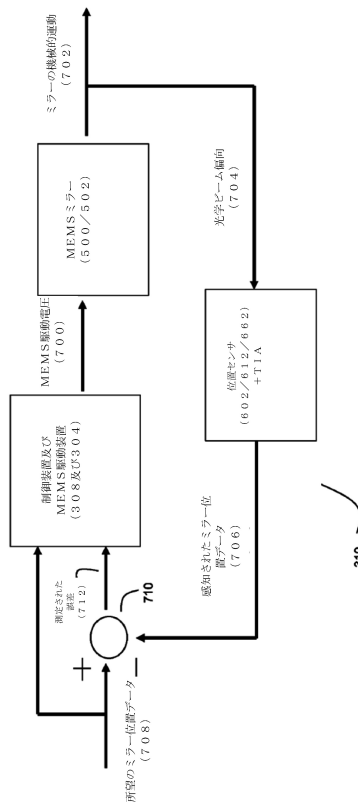 ミラーの機械的運動
(702)
MEMSミラー
(500/502)
光学ビーム偏向
(704)
MEMS駆動電圧
(700)
位置センサ
(602/612/662)
+TIA
制御装置及び
MEMS駆動装置
(308及び304)
感知されたミラー位
置データ
(706)
測定された
誤差
(712)
710
+
−
所望のミラー位置データ
(708)